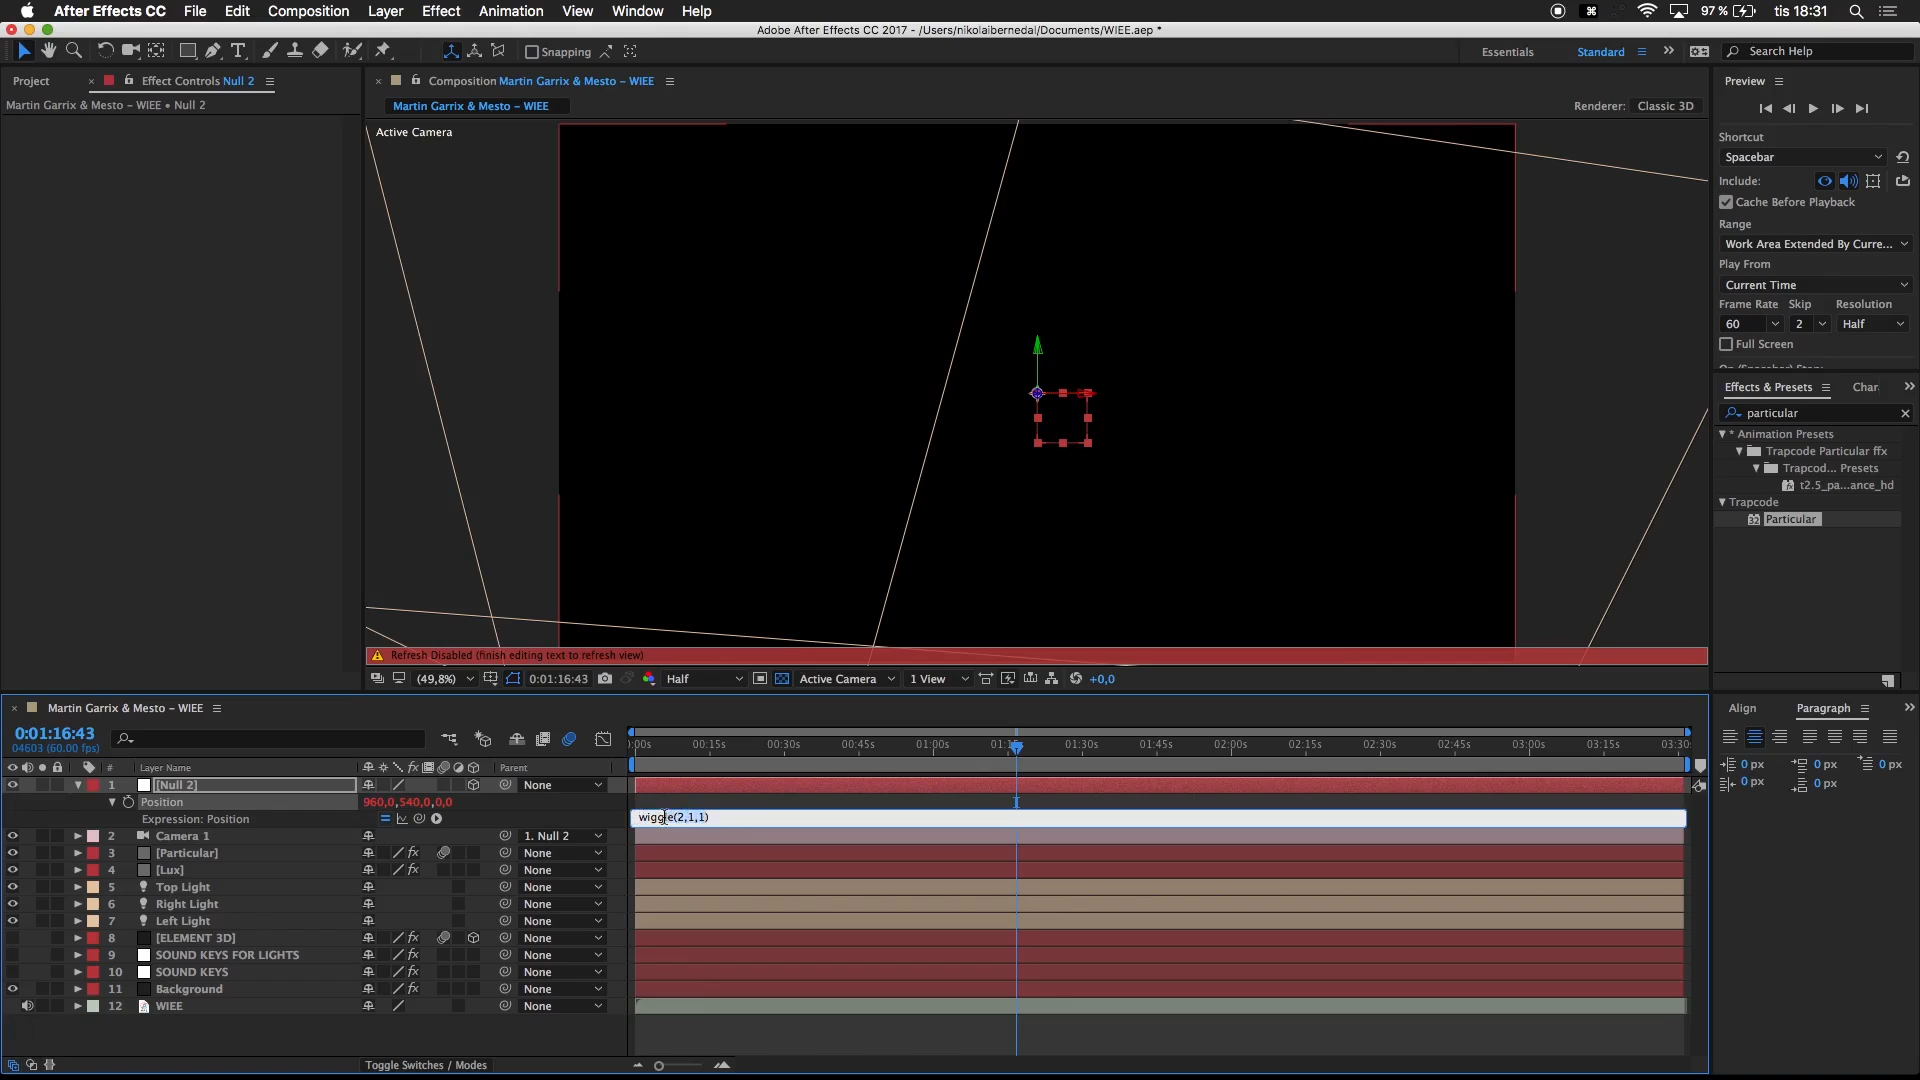 After Effects CC File Edit Composition Layer Effect Animation View Window Help 97 % tis 18:31
Adobe After Effects CC 2017 - /Users/nikolaibernedal/Documents/WIEE.aep *
Snapping Essentials Standard Search Help
Project Effect Controls Null 2 Composition Martin Garrix & Mesto – WIEE Preview
Martin Garrix & Mesto – WIEE • Null 2 Martin Garrix & Mesto – WIEE Renderer: Classic 3D
Active Camera
Shortcut
Spacebar
Include:
Cache Before Playback
Range
Work Area Extended By Curre...
Play From
Current Time
Frame Rate Skip Resolution
60 2 Half
Full Screen
Effects & Presets Char
particular
* Animation Presets
Trapcode Particular ffx
Trapcod... Presets
t2.5_pa...ance_hd
Trapcode
Particular
Refresh Disabled (finish editing text to refresh view)
(49,8%) 0:01:16:43 Half Active Camera 1 View +0,0
Martin Garrix & Mesto – WIEE Align Paragraph
0:01:16:43
04603 (60.00 fps)
00s 00:15s 00:30s 00:45s 01:00s 01:15 01:30s 01:45s 02:00s 02:15s 02:30s 02:45s 03:00s 03:15s 03:30
# Layer Name Parent
0 px 0 px 0 px
0 px 0 px
1 [Null 2] None
Position 960,0,540,0,0,0
Expression: Position wiggle(2,1,1)
2 Camera 1 1. Null 2
3 [Particular] None
4 [Lux] None
5 Top Light None
6 Right Light None
7 Left Light None
8 [ELEMENT 3D] None
9 SOUND KEYS FOR LIGHTS None
10 SOUND KEYS None
11 Background None
12 WIEE None
Toggle Switches / Modes